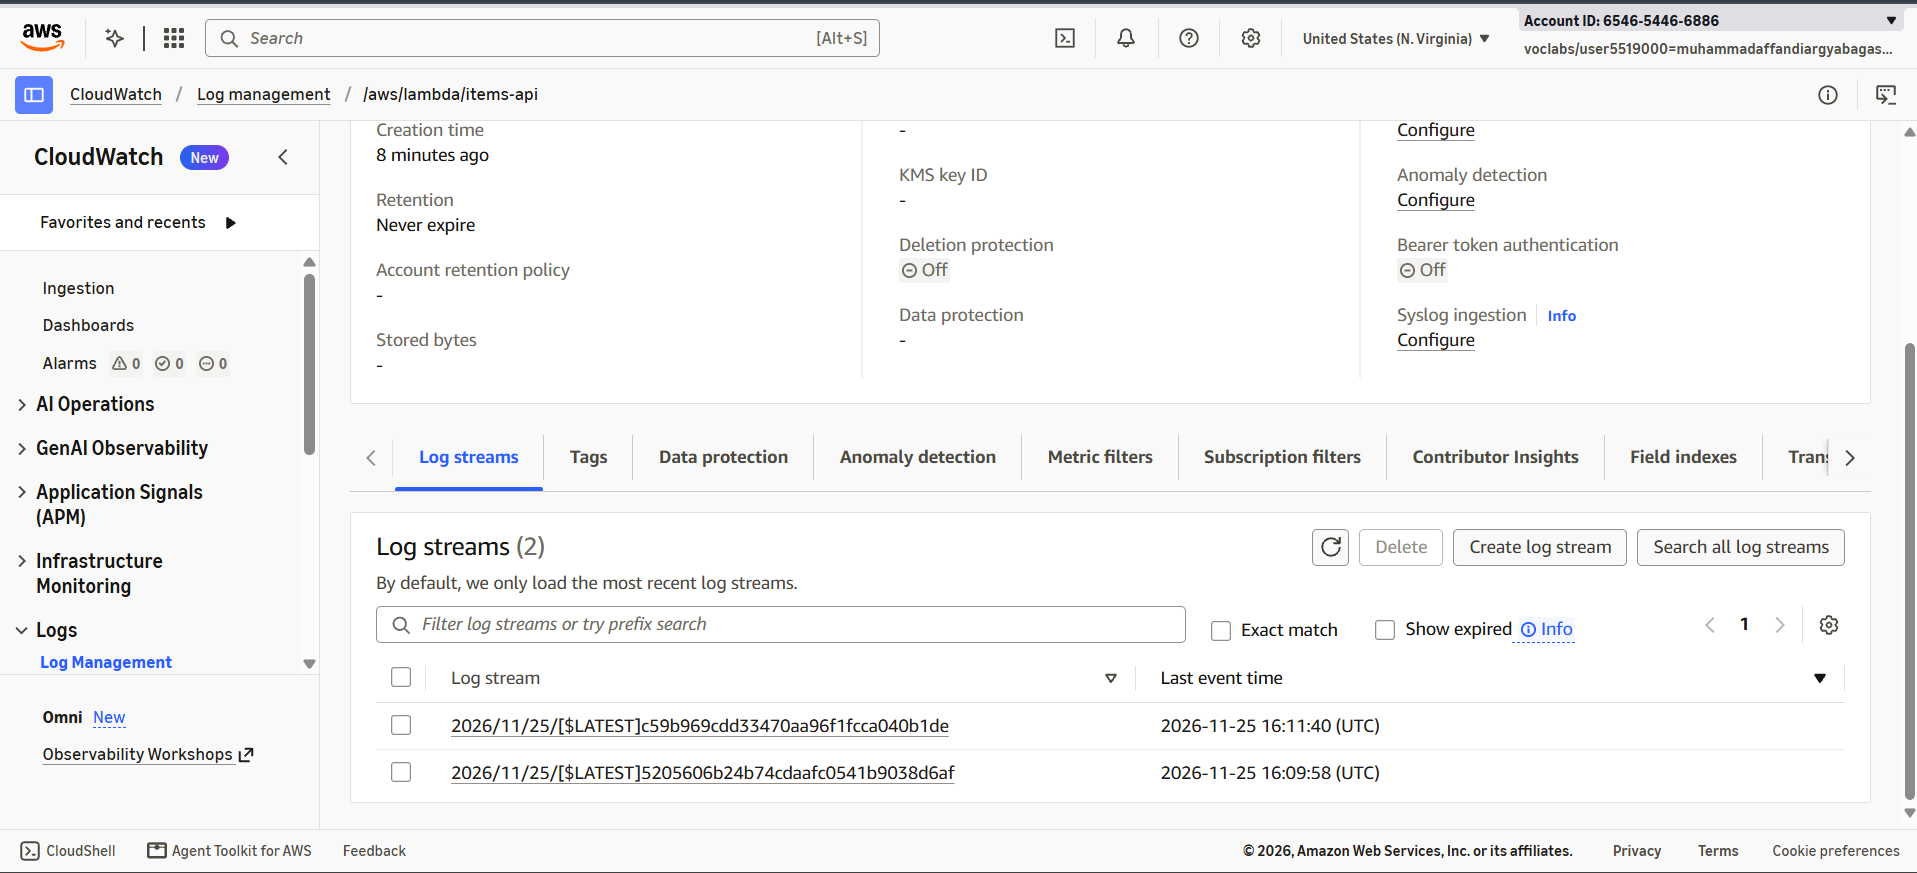 aws
Search [Alt+S]
United States (N. Virginia)
Account ID: 6546-5446-6886
voclabs/user5519000=muhammadaffandiargyabagas...
CloudWatch / Log management / /aws/lambda/items-api
CloudWatch New
Favorites and recents
Ingestion
Dashboards
Alarms 0 0 0
AI Operations
GenAI Observability
Application Signals
(APM)
Infrastructure
Monitoring
Logs
Log Management
Omni New
Observability Workshops
Creation time
8 minutes ago
Retention
Never expire
Account retention policy
-
Stored bytes
-
-
KMS key ID
-
Deletion protection
Off
Data protection
-
Configure
Anomaly detection
Configure
Bearer token authentication
Off
Syslog ingestion Info
Configure
Log streams Tags Data protection Anomaly detection Metric filters Subscription filters Contributor Insights Field indexes Trans
Log streams (2)
Delete Create log stream Search all log streams
By default, we only load the most recent log streams.
Filter log streams or try prefix search Exact match Show expired Info 1
Log stream Last event time
2026/11/25/[$LATEST]c59b969cdd33470aa96f1fcca040b1de 2026-11-25 16:11:40 (UTC)
2026/11/25/[$LATEST]5205606b24b74cdaafc0541b9038d6af 2026-11-25 16:09:58 (UTC)
CloudShell Agent Toolkit for AWS Feedback © 2026, Amazon Web Services, Inc. or its affiliates. Privacy Terms Cookie preferences